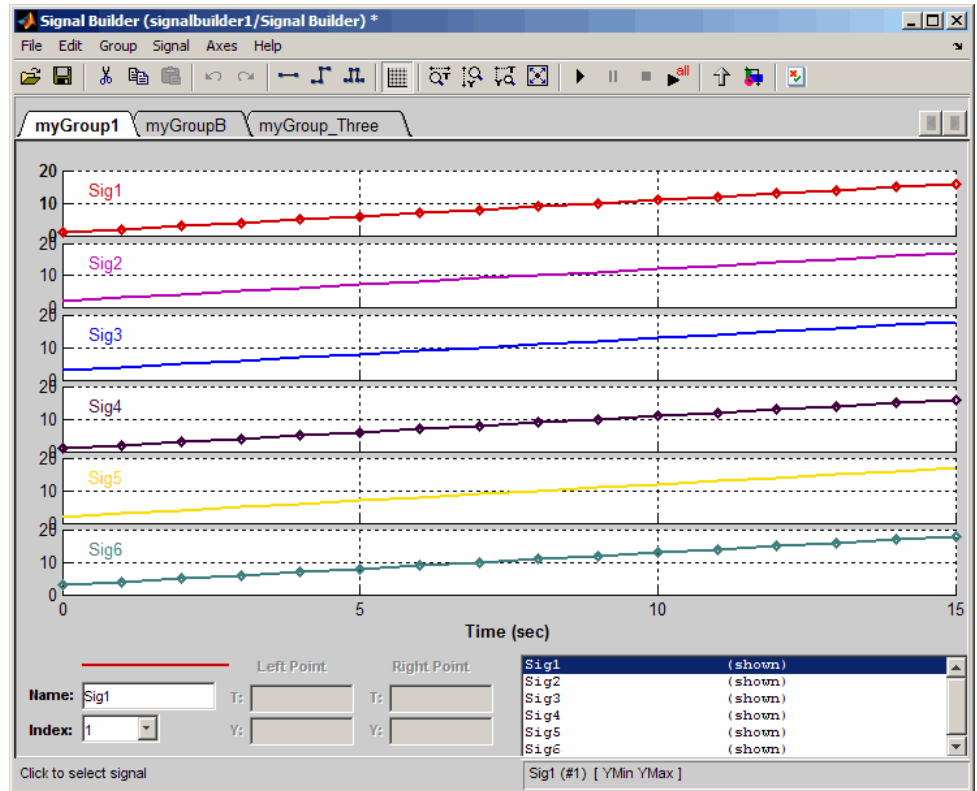 Signal Builder (signalbuilder1/Signal Builder) *
File Edit Group Signal Axes Help
all
myGroup1 myGroupB myGroup_Three
20
Sig1
10
0
20
Sig2
10
0
20
Sig3
10
0
20
Sig4
10
0
20
Sig5
10
0
20
Sig6
10
0
0 5 10 15
Time (sec)
Left Point Right Point
Name: Sig1 T: T:
Index: 1 Y: Y:
Sig1 (shown)
Sig2 (shown)
Sig3 (shown)
Sig4 (shown)
Sig5 (shown)
Sig6 (shown)
Click to select signal
Sig1 (#1) [ YMin YMax ]